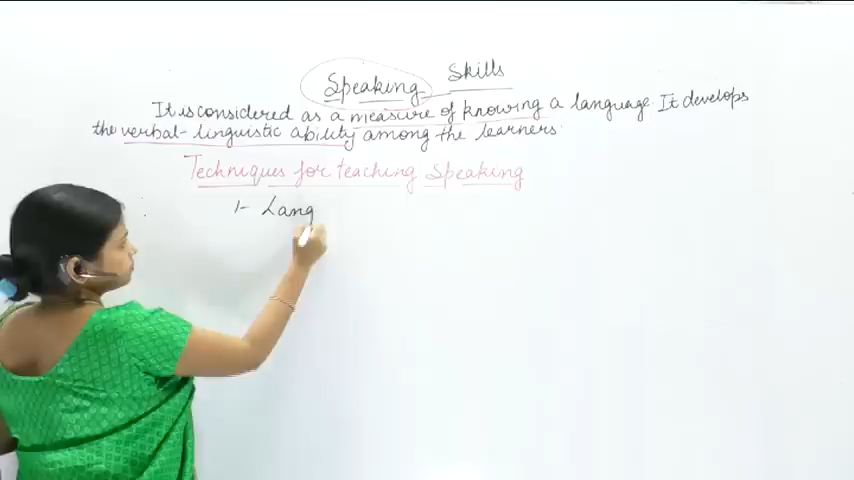 Speaking Skills
It is considered as a measure of knowing a language. It develops
the verbal-linguistic ability among the learners.
Techniques for teaching Speaking
1- Lang